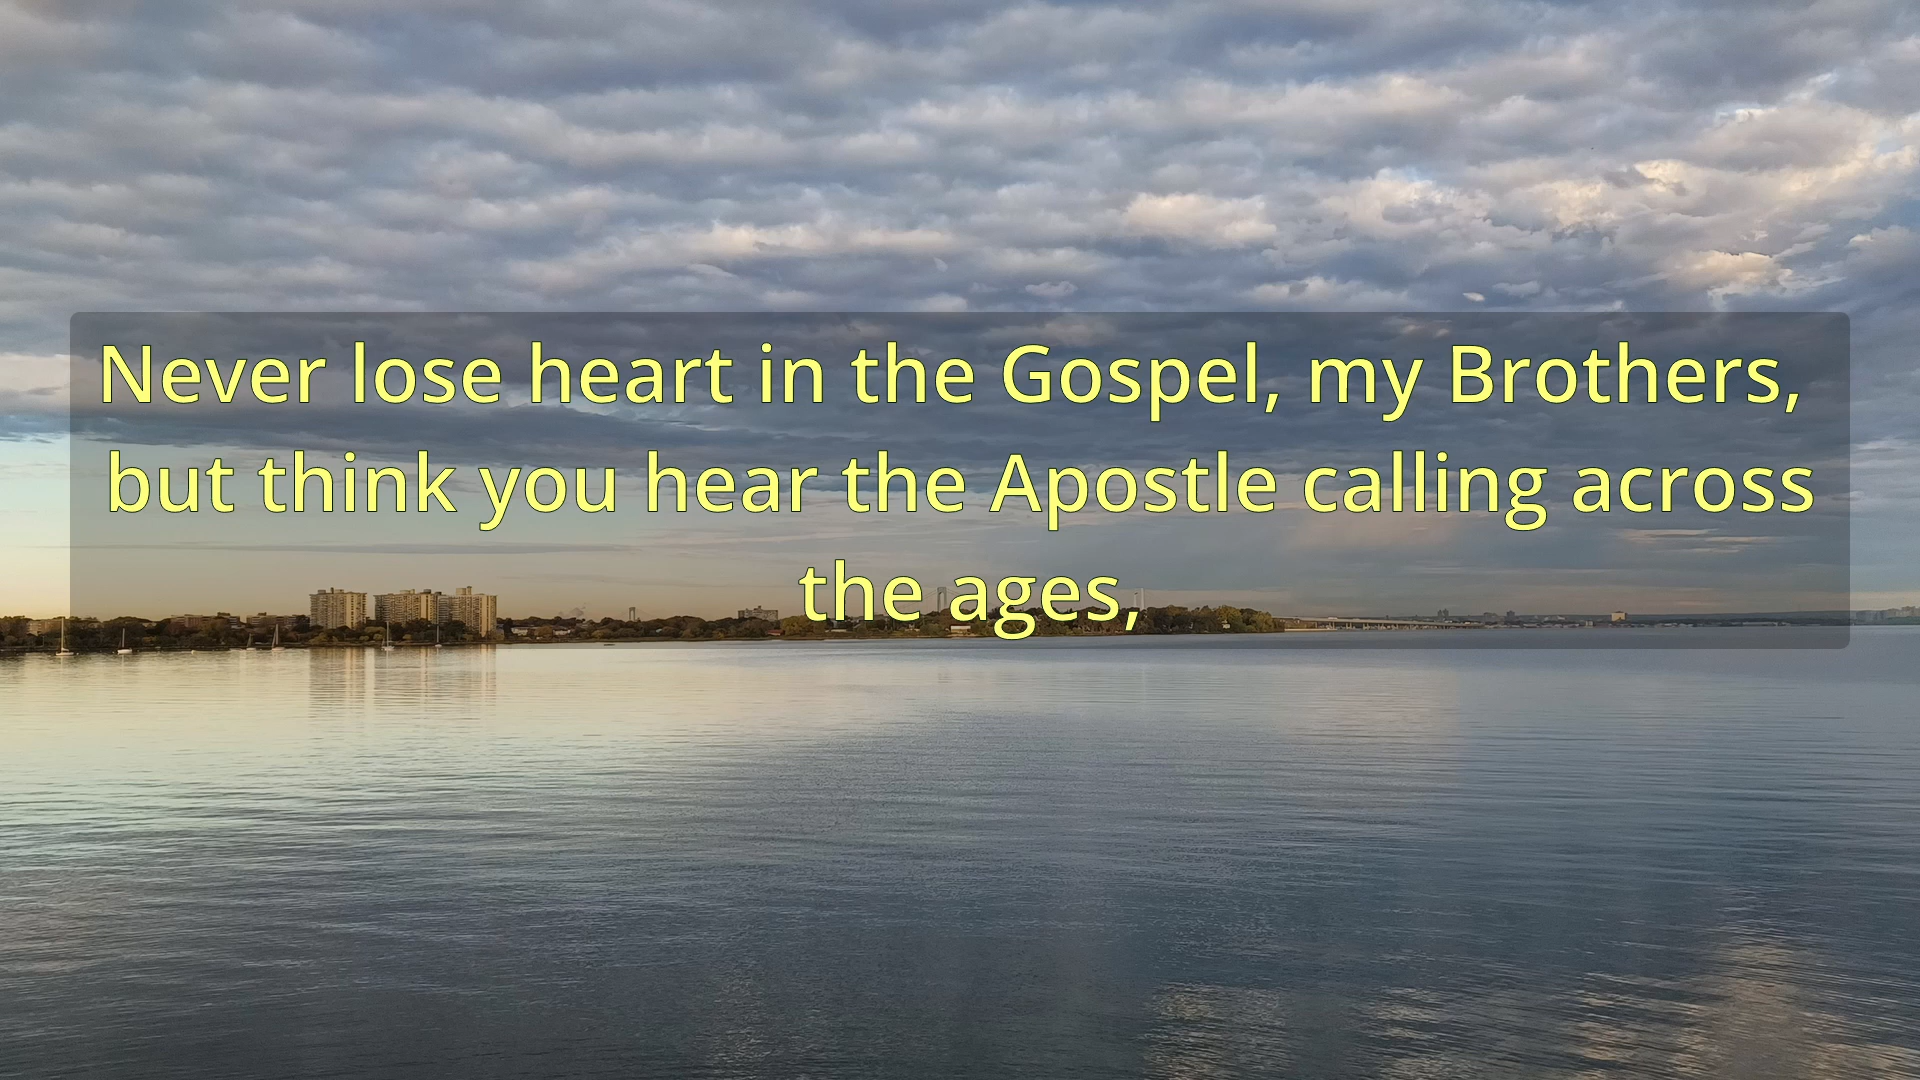 Never lose heart in the Gospel, my Brothers,
but think you hear the Apostle calling across
the ages,